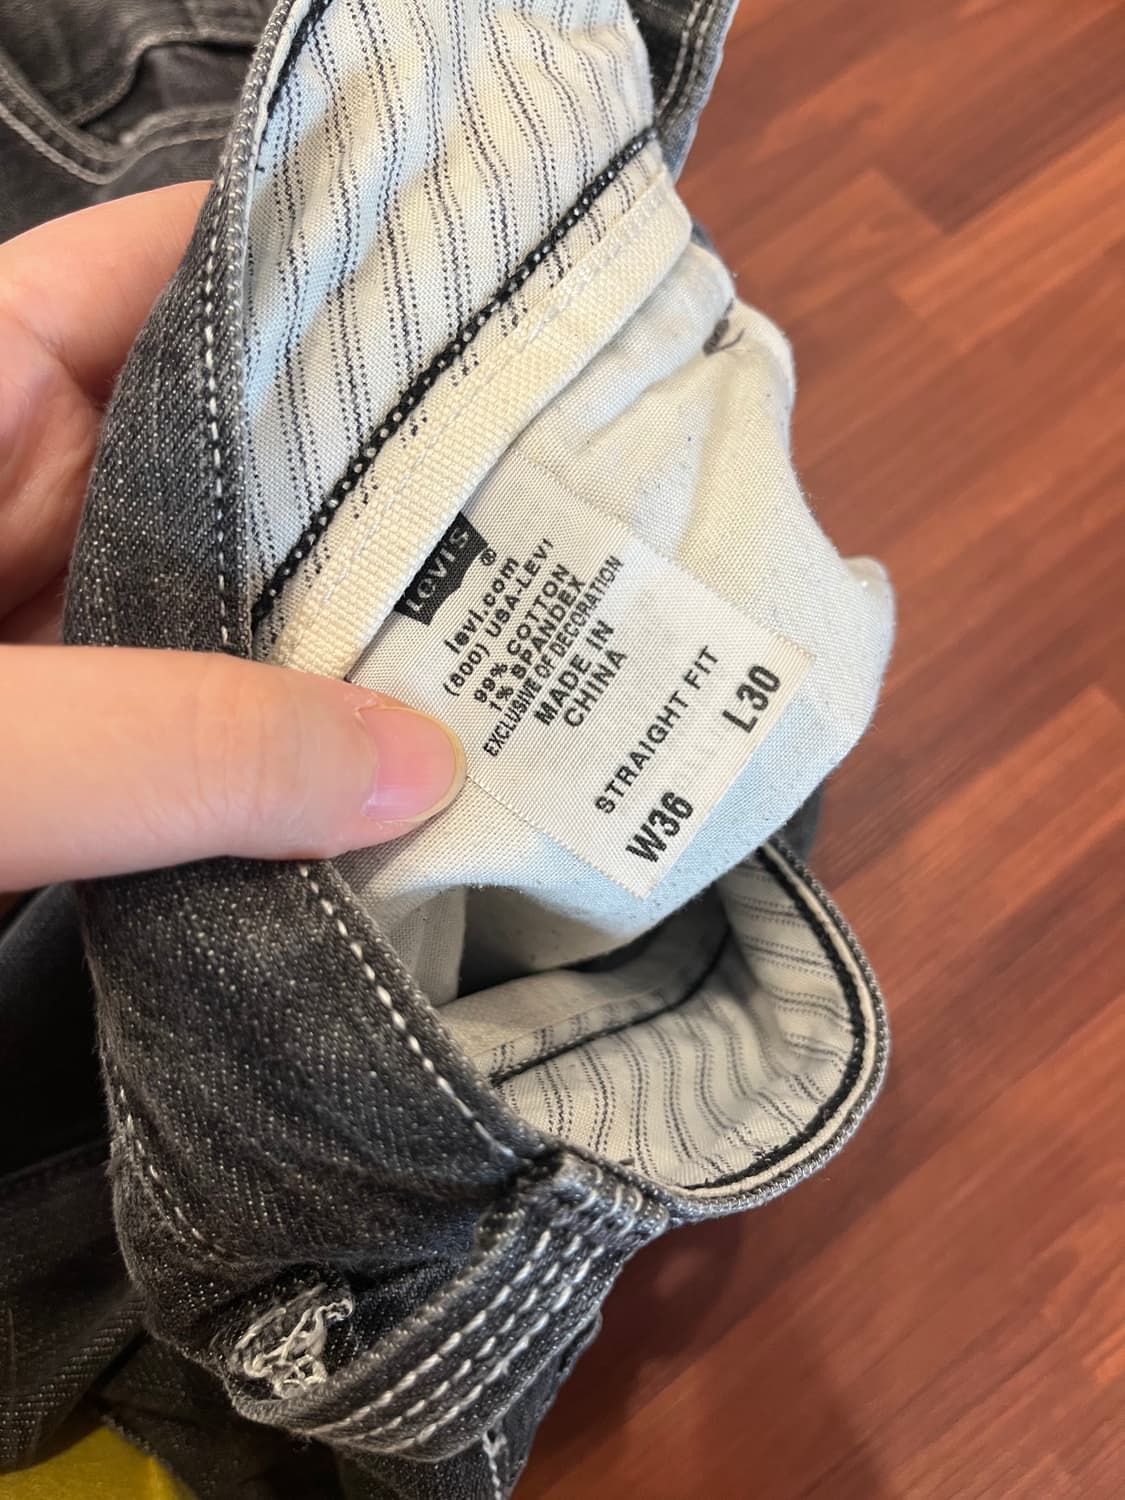 Levi's®
levi.com
(800) USA-LEVI
99% COTTON
1% SPANDEX
EXCLUSIVE OF DECORATION
MADE IN
CHINA
STRAIGHT FIT
W36 L30